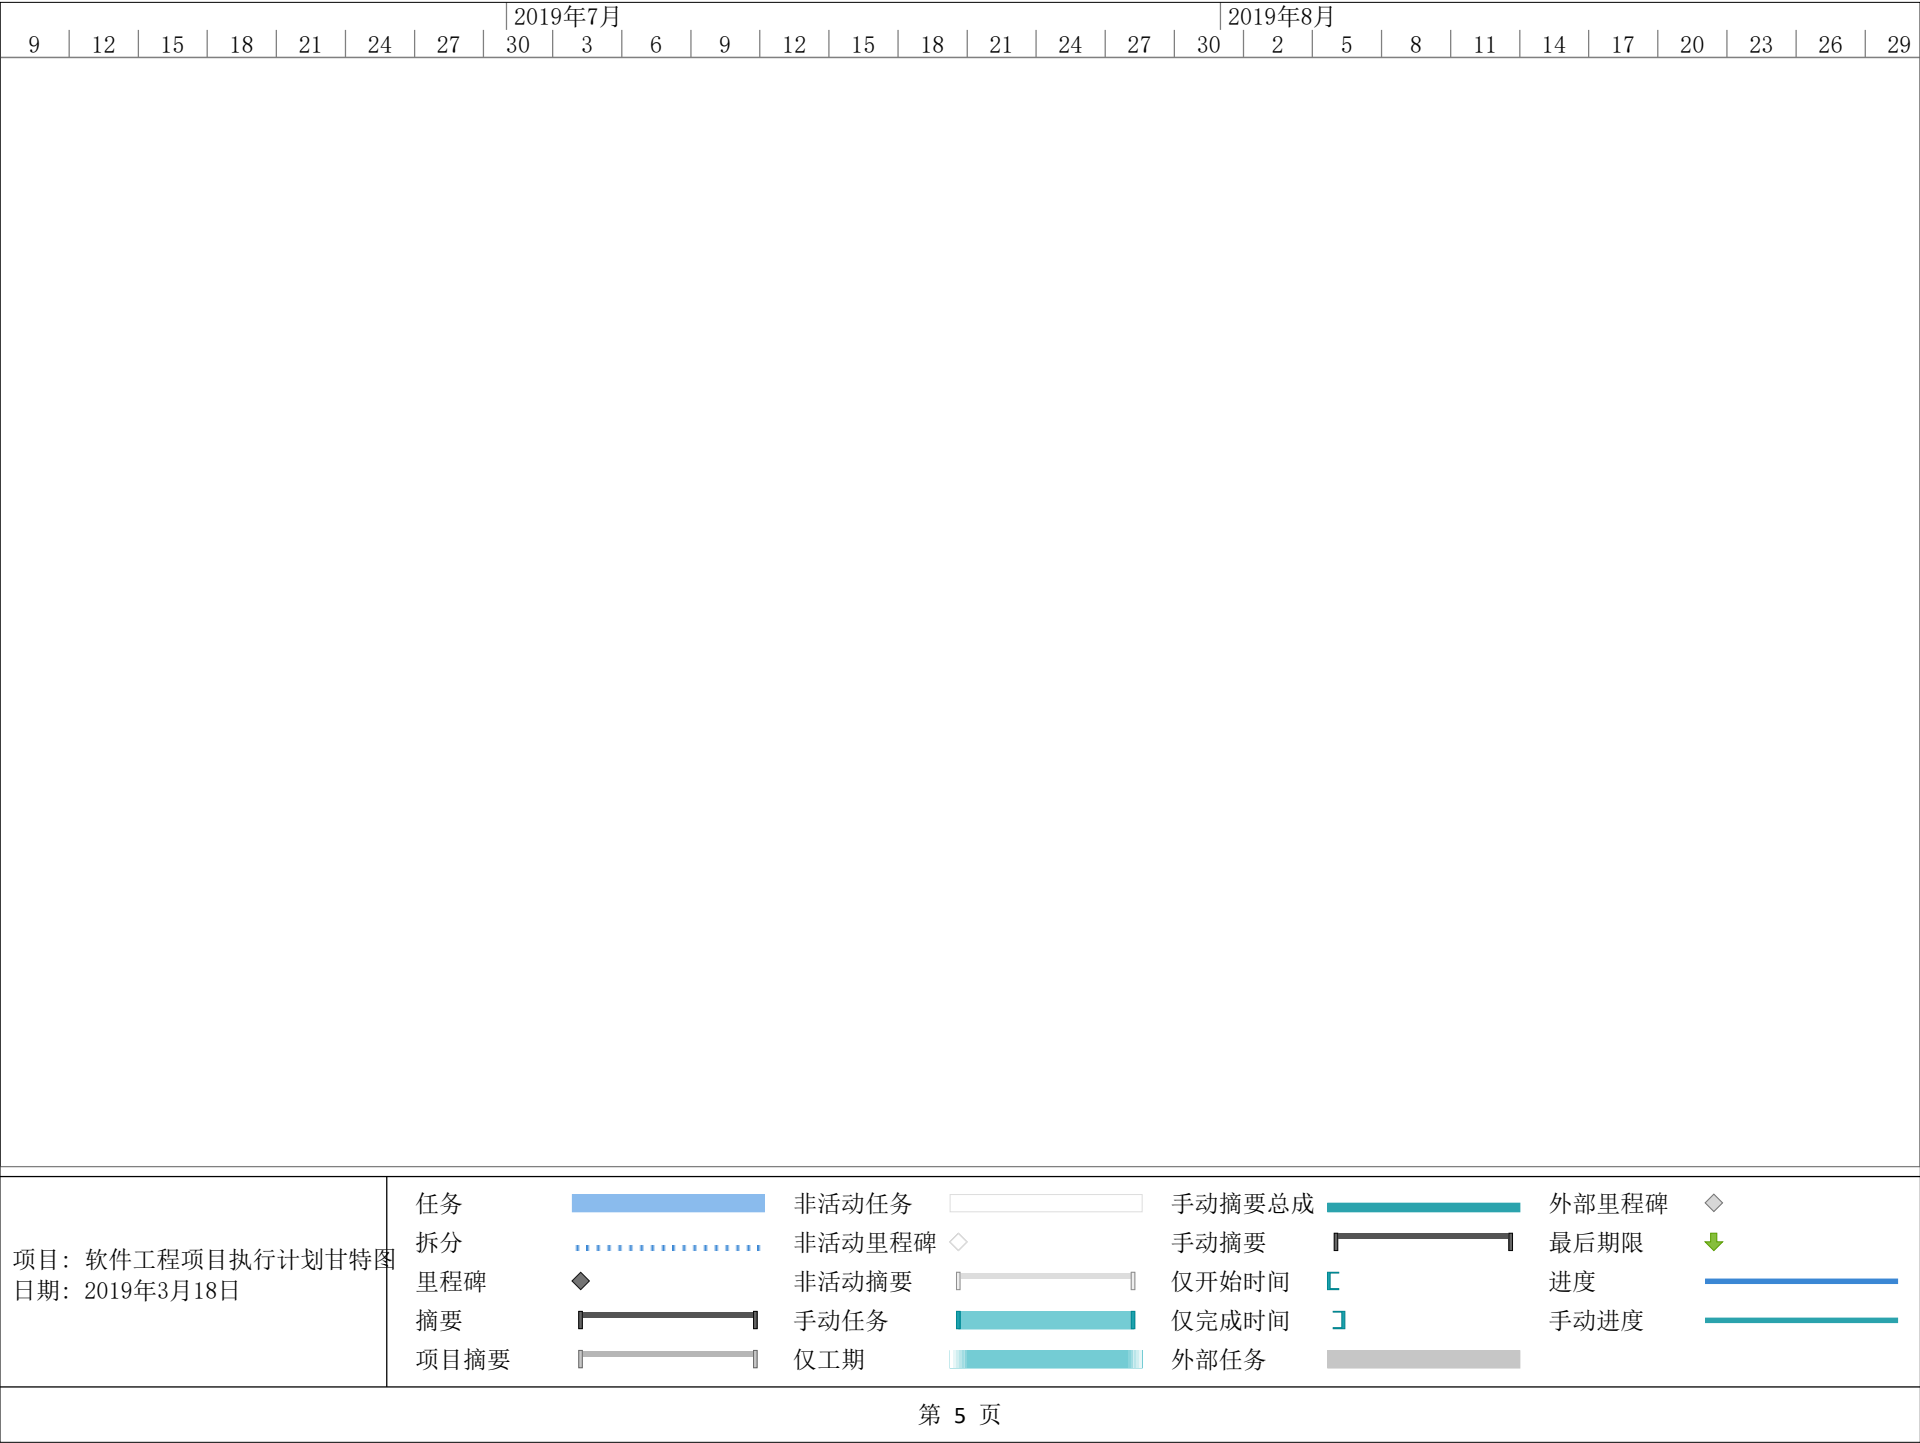 2019年7月 2019年8月
9 12 15 18 21 24 27 30 3 6 9 12 15 18 21 24 27 30 2 5 8 11 14 17 20 23 26 29
项目: 软件工程项目执行计划甘特图
日期: 2019年3月18日
任务
拆分
里程碑
摘要
项目摘要
非活动任务
非活动里程碑
非活动摘要
手动任务
仅工期
手动摘要总成
手动摘要
仅开始时间
仅完成时间
外部任务
外部里程碑
最后期限
进度
手动进度
第 5 页